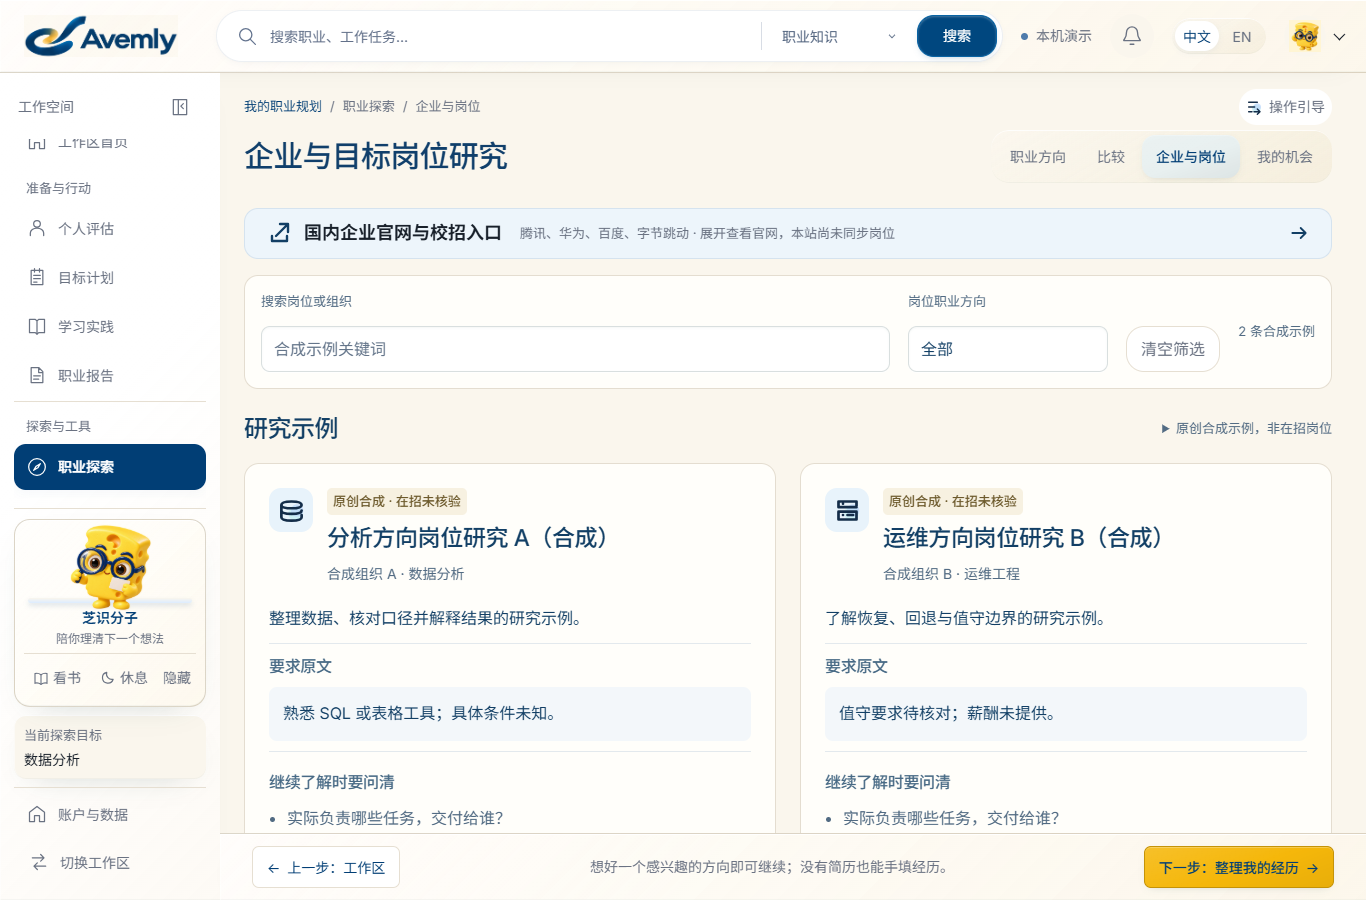 Avemly
搜索职业、工作任务...
职业知识
搜索
本机演示
中文
EN
工作空间
工作区首页
准备与行动
个人评估
目标计划
学习实践
职业报告
探索与工具
职业探索
芝识分子
陪你理清下一个想法
看书
休息
隐藏
当前探索目标
数据分析
账户与数据
切换工作区
我的职业规划 / 职业探索 / 企业与岗位
操作引导
企业与目标岗位研究
职业方向
比较
企业与岗位
我的机会
国内企业官网与校招入口
腾讯、华为、百度、字节跳动 · 展开查看官网，本站尚未同步岗位
搜索岗位或组织
合成示例关键词
岗位职业方向
全部
清空筛选
2 条合成示例
研究示例
原创合成示例，非在招岗位
原创合成 · 在招未核验
分析方向岗位研究 A（合成）
合成组织 A · 数据分析
整理数据、核对口径并解释结果的研究示例。
要求原文
熟悉 SQL 或表格工具；具体条件未知。
继续了解时要问清
• 实际负责哪些任务，交付给谁？
原创合成 · 在招未核验
运维方向岗位研究 B（合成）
合成组织 B · 运维工程
了解恢复、回退与值守边界的研究示例。
要求原文
值守要求待核对；薪酬未提供。
继续了解时要问清
• 实际负责哪些任务，交付给谁？
← 上一步：工作区
想好一个感兴趣的方向即可继续；没有简历也能手填经历。
下一步：整理我的经历 →